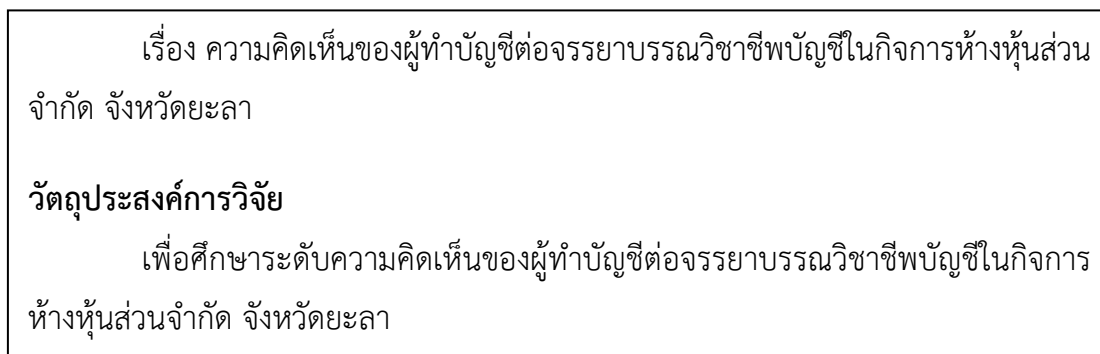 เรื่อง ความคิดเห็นของผู้ทำบัญชีต่อจรรยาบรรณวิชาชีพบัญชีในกิจการห้างหุ้นส่วน
จำกัด จังหวัดยะลา
วัตถุประสงค์การวิจัย
เพื่อศึกษาระดับความคิดเห็นของผู้ทำบัญชีต่อจรรยาบรรณวิชาชีพบัญชีในกิจการ
ห้างหุ้นส่วนจำกัด จังหวัดยะลา